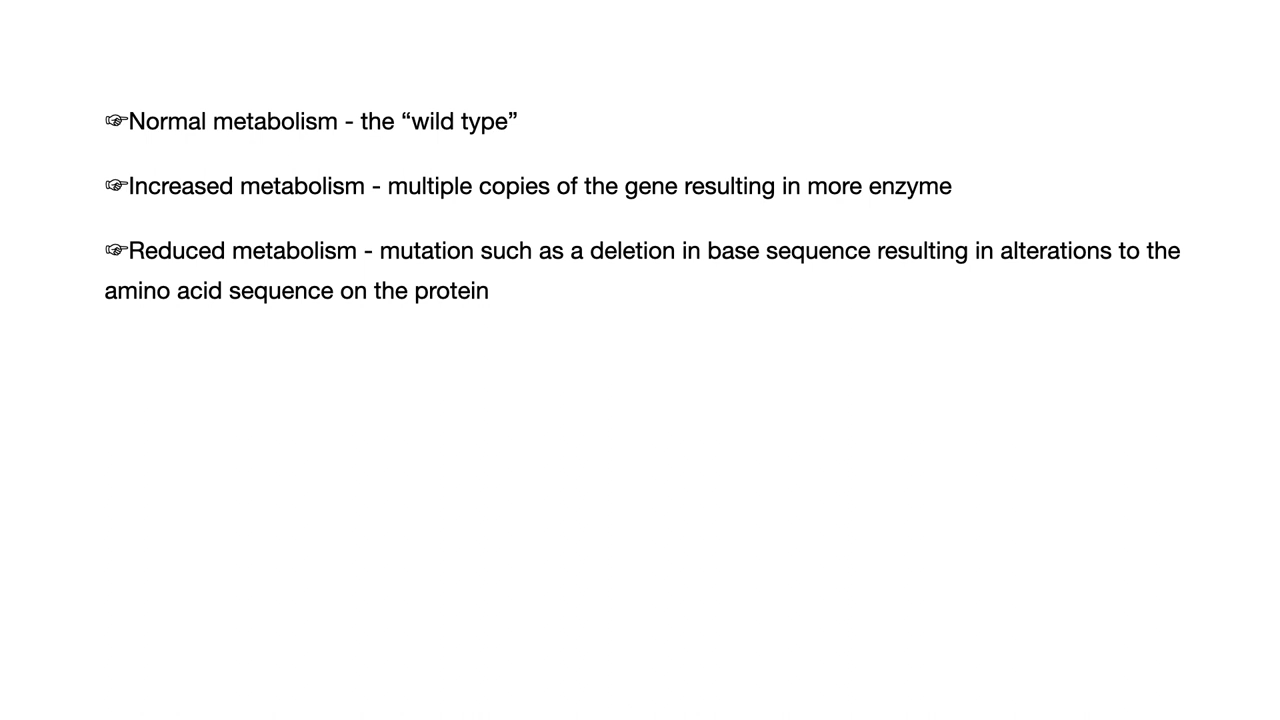 ☞Normal metabolism - the “wild type”
☞Increased metabolism - multiple copies of the gene resulting in more enzyme
☞Reduced metabolism - mutation such as a deletion in base sequence resulting in alterations to the
amino acid sequence on the protein